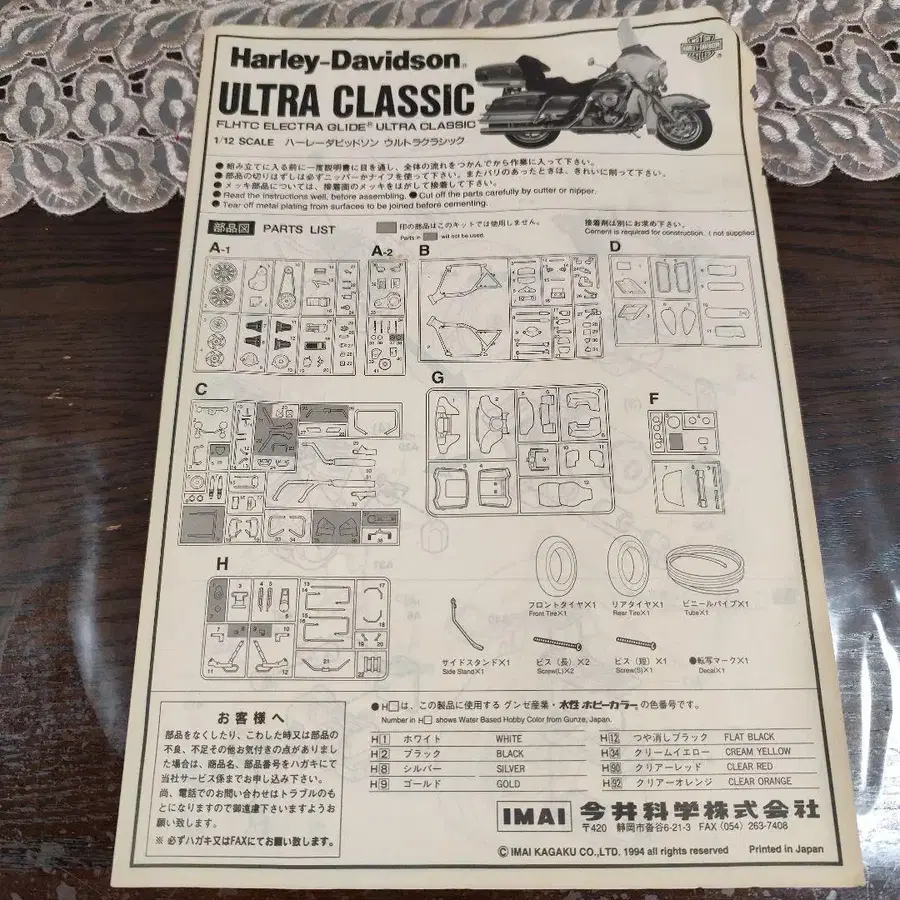 Harley-Davidson®
ULTRA CLASSIC
FLHTC ELECTRA GLIDE® ULTRA CLASSIC
1/12 SCALE ハーレーダビッドソン ウルトラクラシック
●組み立てに入る前に一度説明書に目を通し、全体の流れをつかんでから作業に入って下さい。
●部品の切りはずしは必ずニッパーかナイフを使って下さい。またバリのあったときは、きれいに削って下さい。
●メッキ部品については、接着面のメッキをはがして接着して下さい。
●Read the instructions well, before assembling. ●Cut off the parts carefully by cutter or nipper.
●Tear off metal plating from surfaces to be joined before cementing.
部品図 PARTS LIST
印の部品はこのキットでは使用しません。
Parts in will not be used.
接着剤は別にお求め下さい。
Cement is required for construction. ( not supplied
A-1
A-2
B
D
C
G
F
H
フロントタイヤ×1
Front Tire×1
リアタイヤ×1
Rear Tire×1
ビニールパイプ×1
Tube×1
サイドスタンド×1
Side Stand×1
ビス（長）×2
Screw(L)×2
ビス（短）×1
Screw(S)×1
●転写マーク×1
Decal×1
お客様へ
部品をなくしたり、こわした時又は部品の
不良、不足その他お気付きの点がありまし
た場合は、商品名、部品番号をハガキにて
当社サービス係までお申し込み下さい。
尚、電話でのお問い合わせはトラブルのも
とになりますので御遠慮下さいますようお
願い致します。
※ 必ずハガキ又はFAXにてお願い致します。
●H□は、この製品に使用する グンゼ産業・水性ホビーカラーの色番号です。
Number in H□ shows Water Based Hobby Color from Gunze, Japan.
H1 ホワイト WHITE
H2 ブラック BLACK
H8 シルバー SILVER
H9 ゴールド GOLD
H12 つや消しブラック FLAT BLACK
H34 クリームイエロー CREAM YELLOW
H90 クリアーレッド CLEAR RED
H92 クリアーオレンジ CLEAR ORANGE
IMAI 今井科学株式会社
〒420 静岡市沓谷6-21-3 FAX (054) 263-7408
© IMAI KAGAKU CO.,LTD. 1994 all rights reserved Printed in Japan